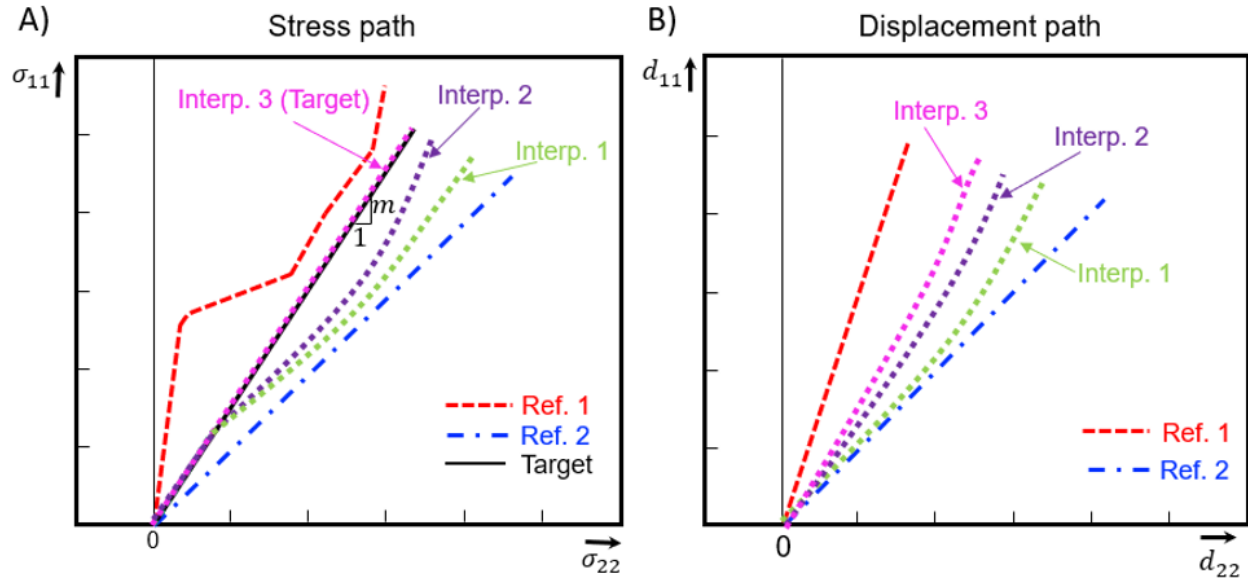 A)
Stress path
σ₁₁
Interp. 3 (Target)
Interp. 2
Interp. 1
m
1
Ref. 1
Ref. 2
Target
0
σ₂₂
B)
Displacement path
d₁₁
Interp. 3
Interp. 2
Interp. 1
Ref. 1
Ref. 2
0
d₂₂